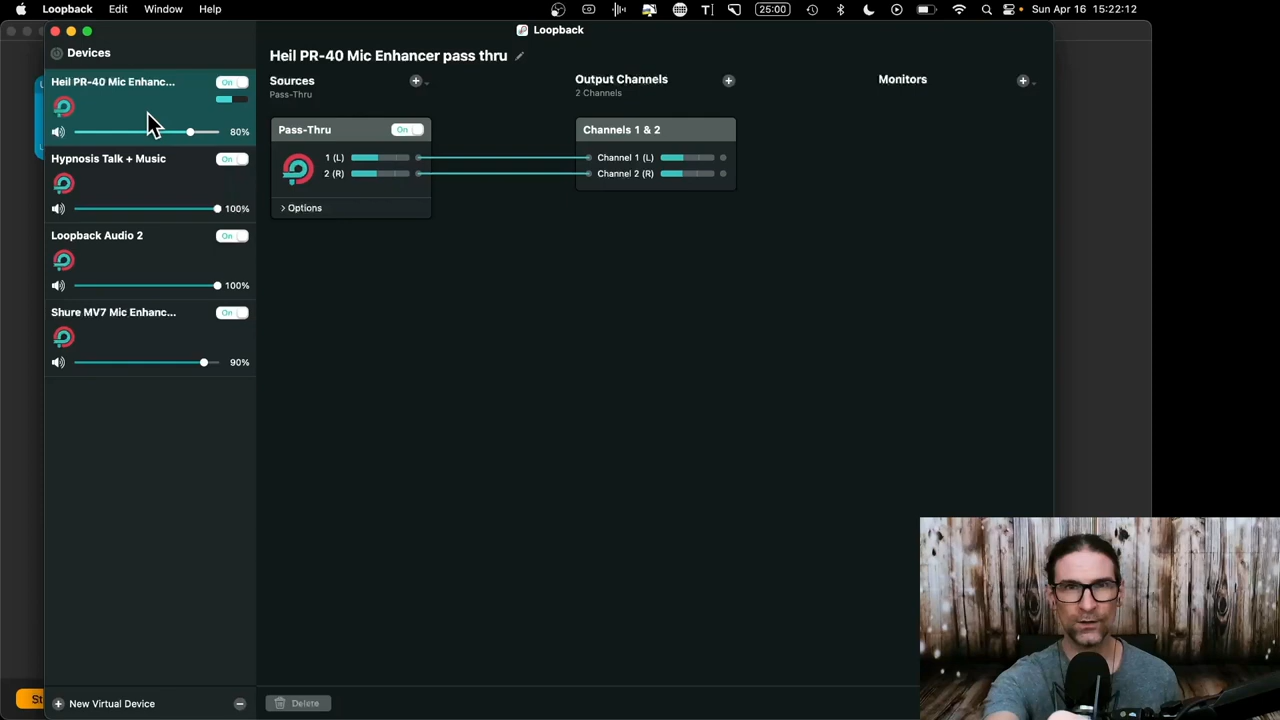 Loopback Edit Window Help 25:00 Sun Apr 16 15:22:12
Loopback
Devices
Heil PR-40 Mic Enhanc... On
80%
Hypnosis Talk + Music On
100%
Loopback Audio 2 On
100%
Shure MV7 Mic Enhanc... On
90%
New Virtual Device
Heil PR-40 Mic Enhancer pass thru
Sources
Pass-Thru
Output Channels
2 Channels
Monitors
Pass-Thru On
1 (L)
2 (R)
Options
Channels 1 & 2
Channel 1 (L)
Channel 2 (R)
Delete